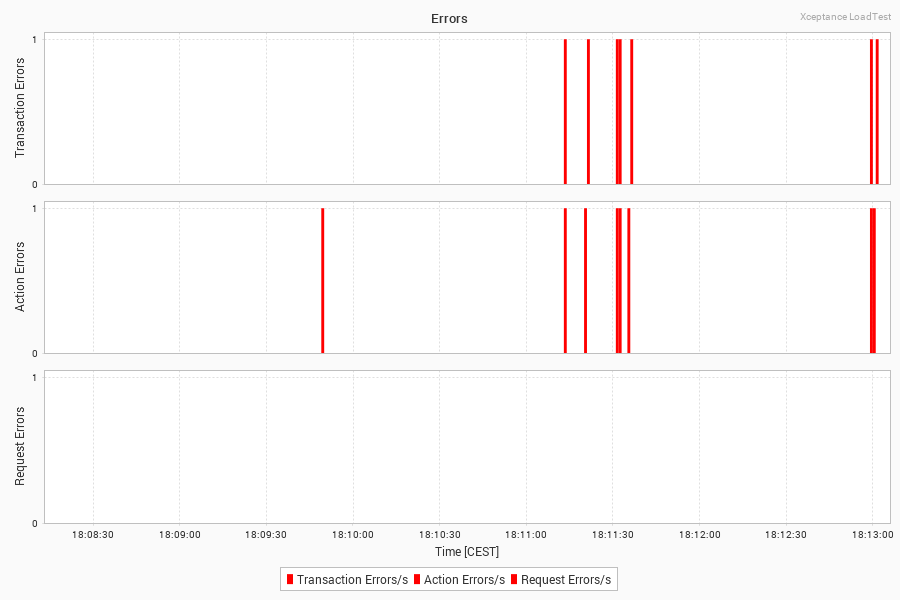 Errors
Xceptance LoadTest
1
Transaction Errors
0
1
Action Errors
0
1
Request Errors
0
18:08:30 18:09:00 18:09:30 18:10:00 18:10:30 18:11:00 18:11:30 18:12:00 18:12:30 18:13:00
Time [CEST]
Transaction Errors/s Action Errors/s Request Errors/s